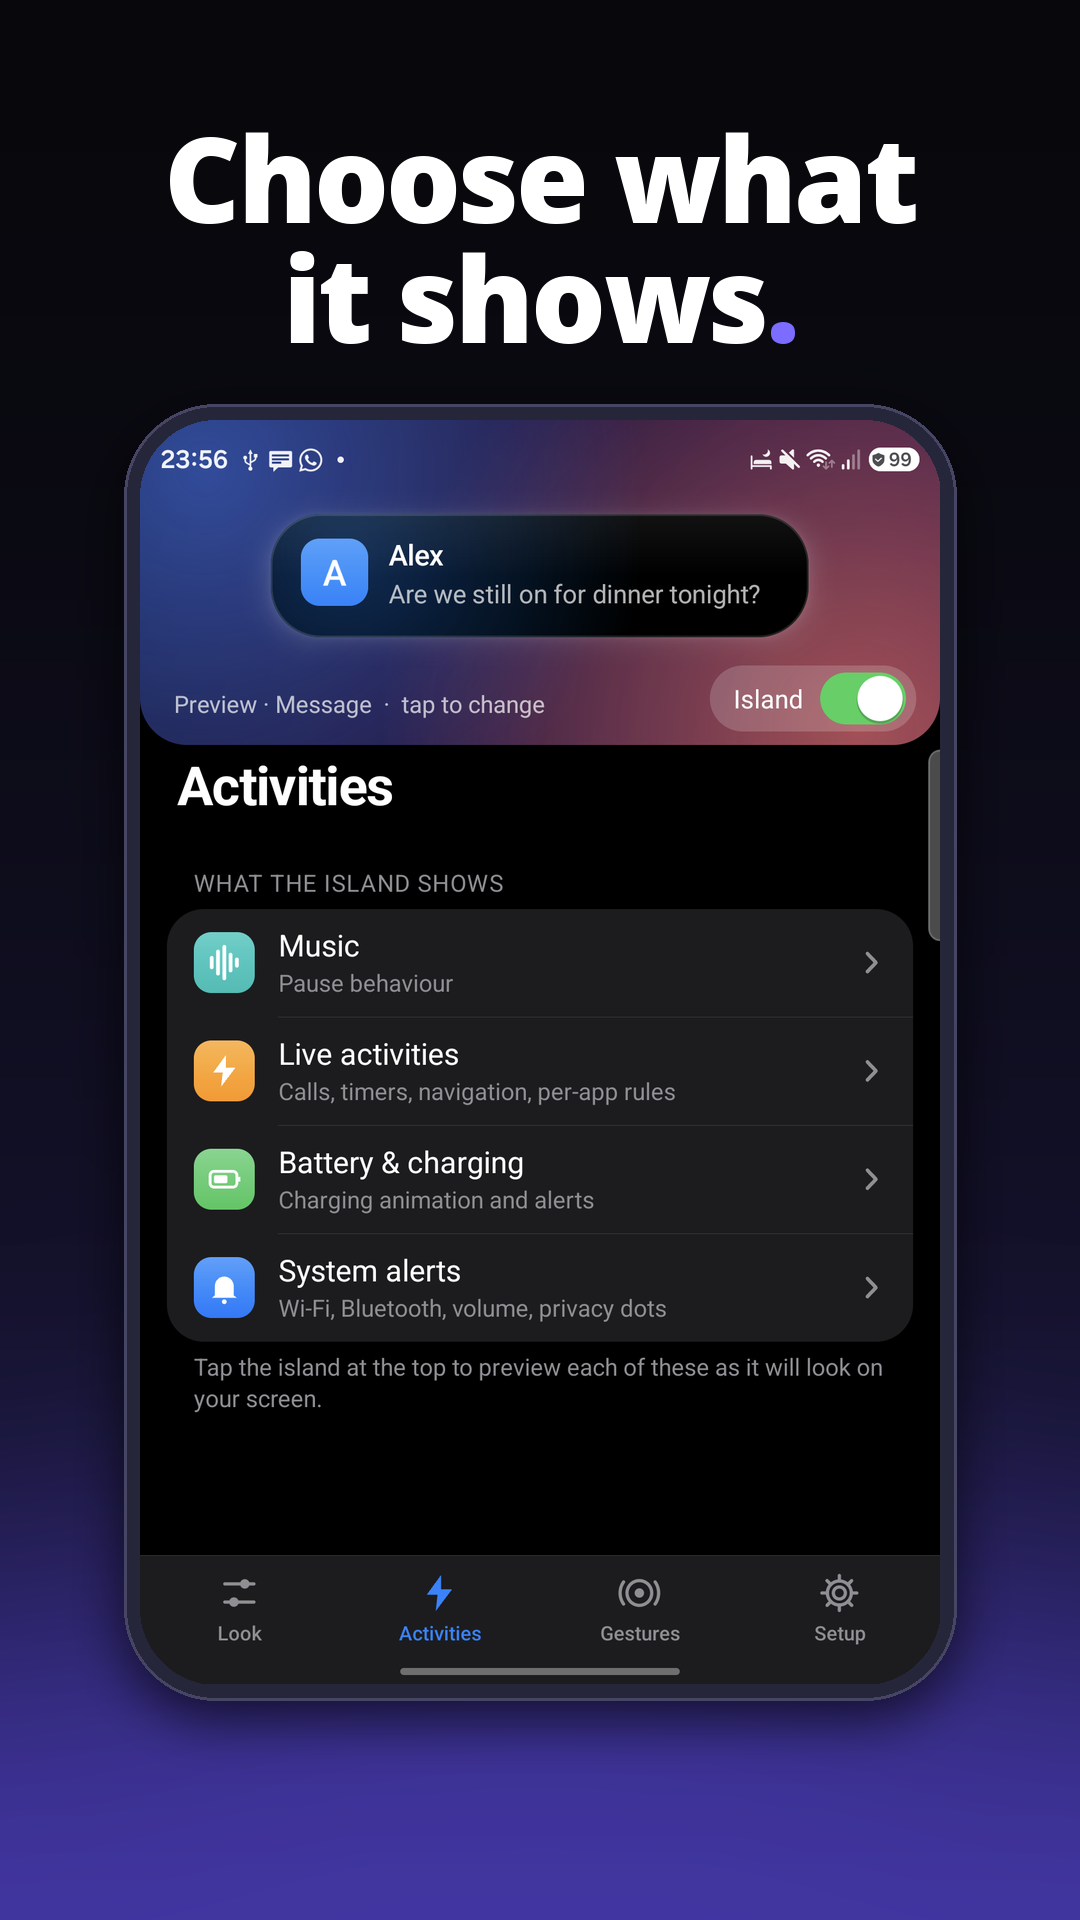 Choose what
it shows.
23:56
99
A
Alex
Are we still on for dinner tonight?
Preview · Message · tap to change
Island
Activities
WHAT THE ISLAND SHOWS
Music
Pause behaviour
Live activities
Calls, timers, navigation, per-app rules
Battery & charging
Charging animation and alerts
System alerts
Wi-Fi, Bluetooth, volume, privacy dots
Tap the island at the top to preview each of these as it will look on
your screen.
Look
Activities
Gestures
Setup